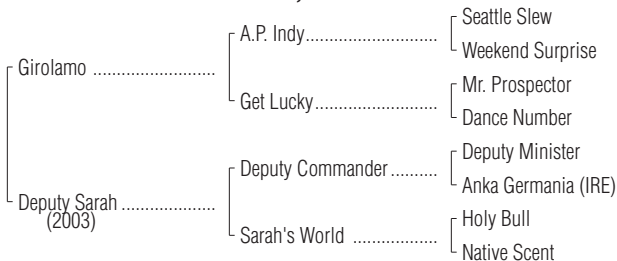 Seattle Slew
A.P. Indy..............................
Weekend Surprise
Girolamo ............................
Mr. Prospector
Get Lucky............................
Dance Number
Deputy Minister
Deputy Commander...........
Anka Germania (IRE)
Deputy Sarah ......................
(2003)
Holy Bull
Sarah's World ....................
Native Scent